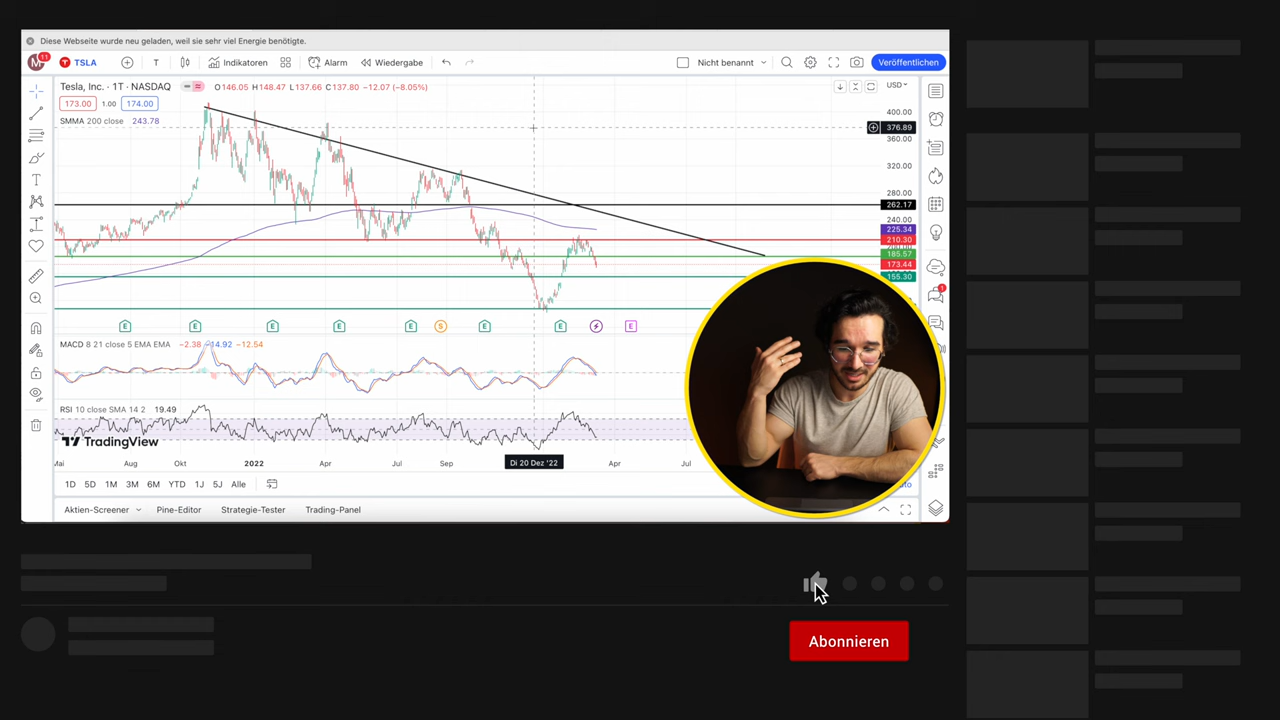 Diese Webseite wurde neu geladen, weil sie sehr viel Energie benötigte.
M 11 TSLA T Indikatoren Alarm Wiedergabe Nicht benannt Veröffentlichen
Tesla, Inc. · 1T · NASDAQ O146.05 H148.47 L137.66 C137.80 −12.07 (−8.05%) USD
173.00 1.00 174.00
SMMA 200 close 243.78
400.00
376.89
360.00
320.00
280.00
262.17
240.00
225.34
210.30
185.57
173.44
155.30
E E E E E S E E E
MACD 8 21 close 5 EMA EMA −2.38 −14.92 −12.54
RSI 10 close SMA 14 2 19.49
TradingView
Mai Aug Okt 2022 Apr Jul Sep Di 20 Dez '22 Apr Jul
1D 5D 1M 3M 6M YTD 1J 5J Alle
Aktien-Screener Pine-Editor Strategie-Tester Trading-Panel
1
Abonnieren